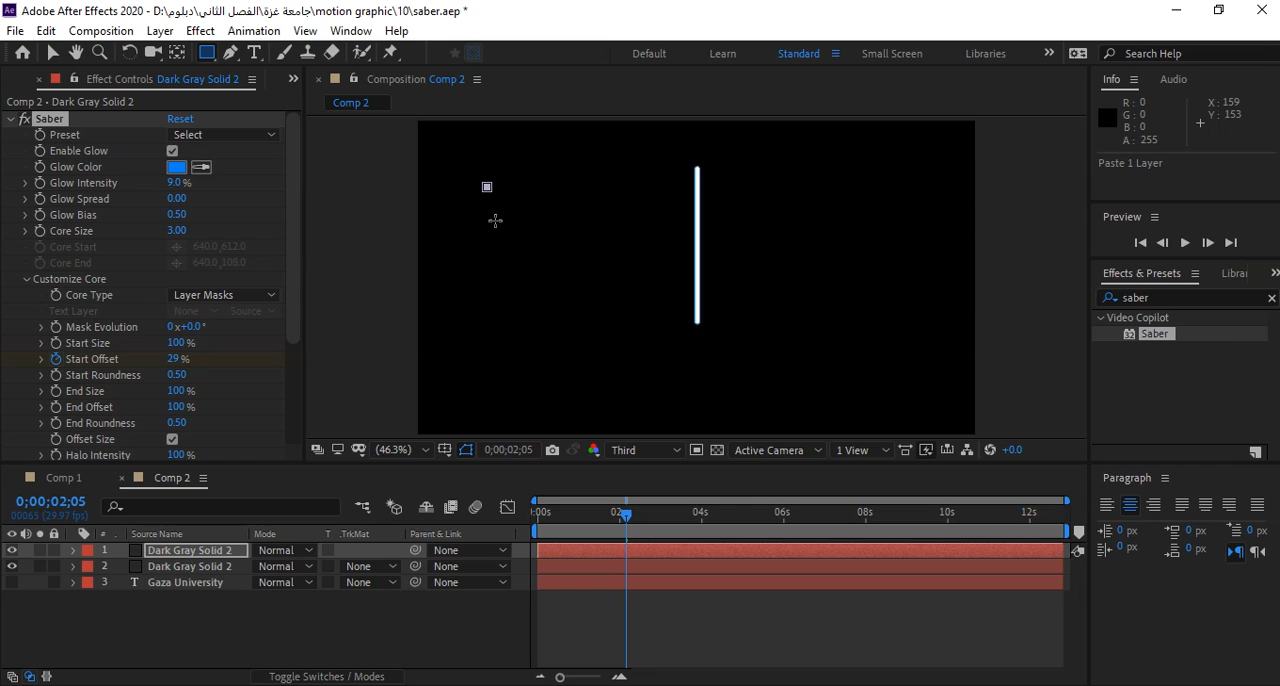 Adobe After Effects 2020 - D:\جامعة غزة\الفصل الثاني\دبلوم\motion graphic\10\saber.aep *
File Edit Composition Layer Effect Animation View Window Help
Default Learn Standard Small Screen Libraries Search Help
Effect Controls Dark Gray Solid 2
Composition Comp 2
Info Audio
Comp 2 • Dark Gray Solid 2
Comp 2
R: 0
G: 0
B: 0
A: 255
X: 159
Y: 153
Paste 1 Layer
fx Saber Reset
Preset Select
Enable Glow
Glow Color
Glow Intensity 9.0 %
Glow Spread 0.00
Glow Bias 0.50
Core Size 3.00
Core Start 640.0,612.0
Core End 640.0,108.0
Customize Core
Core Type Layer Masks
Text Layer None Source
Mask Evolution 0x+0.0°
Start Size 100 %
Start Offset 29 %
Start Roundness 0.50
End Size 100 %
End Offset 100 %
End Roundness 0.50
Offset Size
Halo Intensity 100 %
Preview
Effects & Presets Librai
saber
Video Copilot
32 Saber
(46.3%) 0;00;02;05 Third Active Camera 1 View +0.0
Comp 1 Comp 2
Paragraph
0;00;02;05
00065 (29.97 fps)
:00s 02s 04s 06s 08s 10s 12s
# Source Name Mode T .TrkMat Parent & Link
1 Dark Gray Solid 2 Normal None
2 Dark Gray Solid 2 Normal None None
3 T Gaza University Normal None None
0 px 0 px 0 px
0 px 0 px
Toggle Switches / Modes